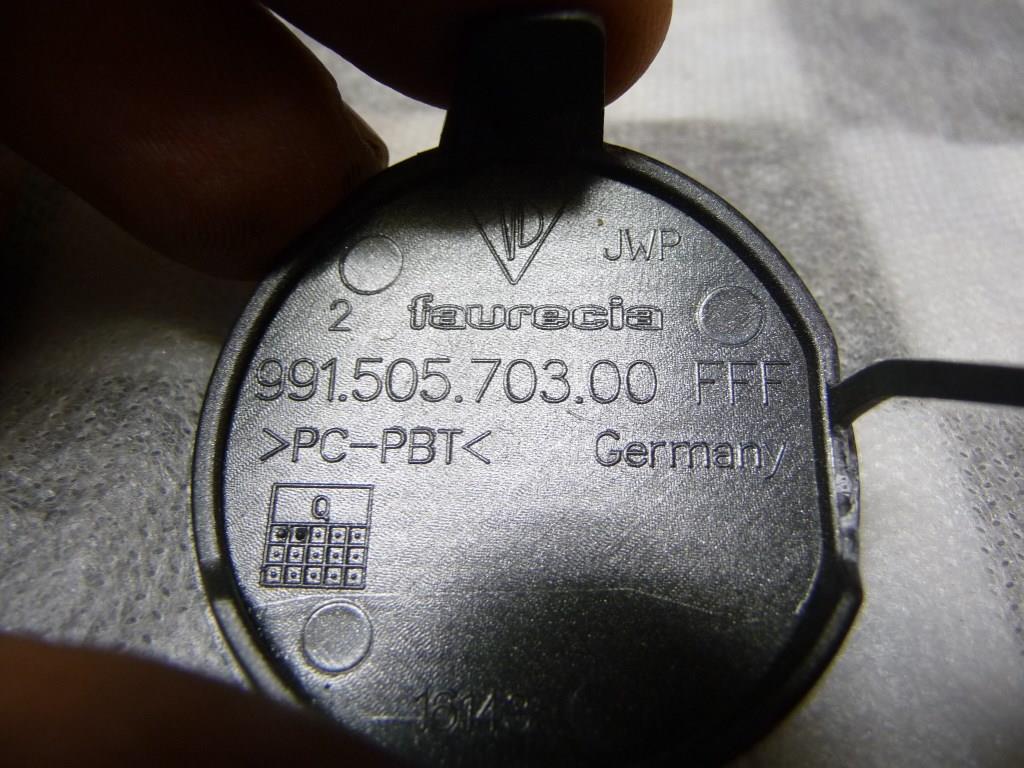 JWP
2 faurecia
991.505.703.00 FFF
>PC-PBT< Germany
Q